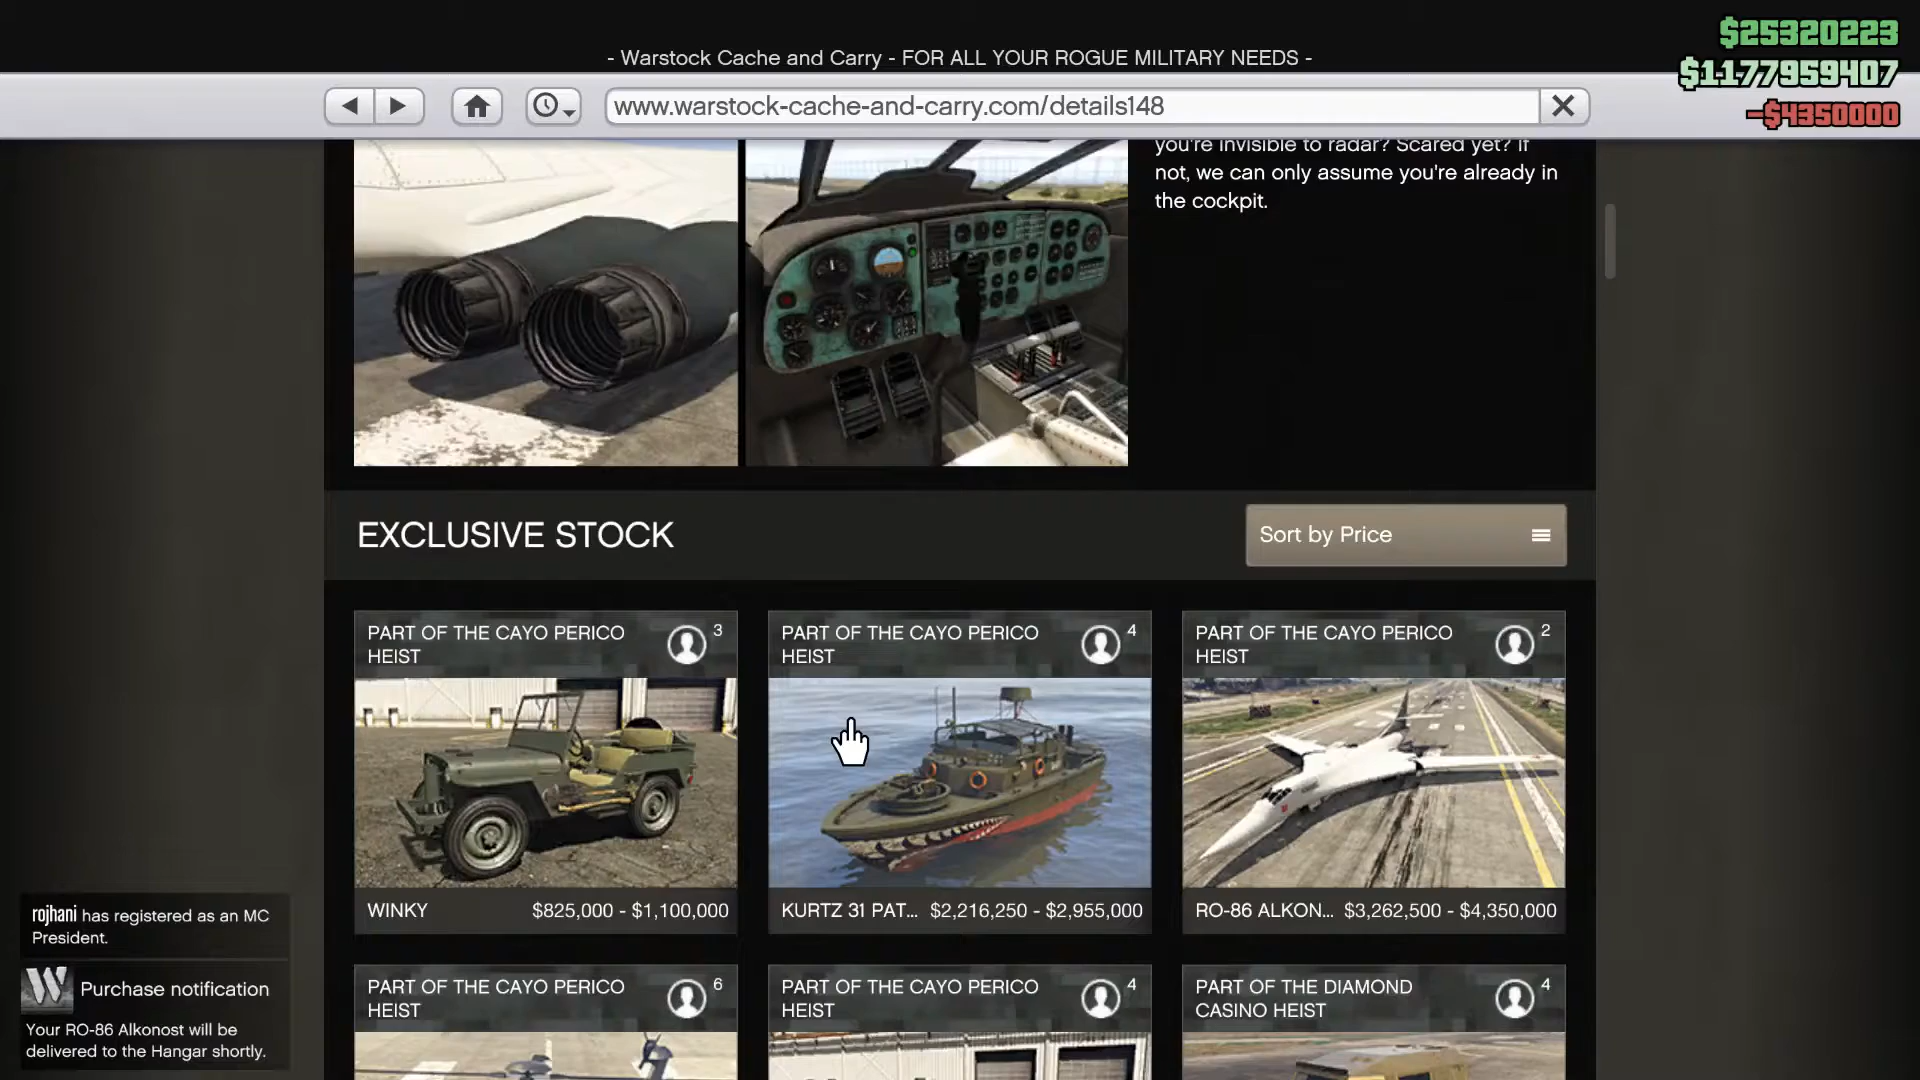 $25320223
- Warstock Cache and Carry - FOR ALL YOUR ROGUE MILITARY NEEDS -
$1177959407
www.warstock-cache-and-carry.com/details148
-$4350000
you're invisible to radar? Scared yet? If
not, we can only assume you're already in
the cockpit.
EXCLUSIVE STOCK
Sort by Price
PART OF THE CAYO PERICO
HEIST
3
PART OF THE CAYO PERICO
HEIST
4
PART OF THE CAYO PERICO
HEIST
2
WINKY $825,000 - $1,100,000
KURTZ 31 PAT... $2,216,250 - $2,955,000
RO-86 ALKON... $3,262,500 - $4,350,000
rojhani has registered as an MC
President.
Purchase notification
Your RO-86 Alkonost will be
delivered to the Hangar shortly.
PART OF THE CAYO PERICO
HEIST
6
PART OF THE CAYO PERICO
HEIST
4
PART OF THE DIAMOND
CASINO HEIST
4